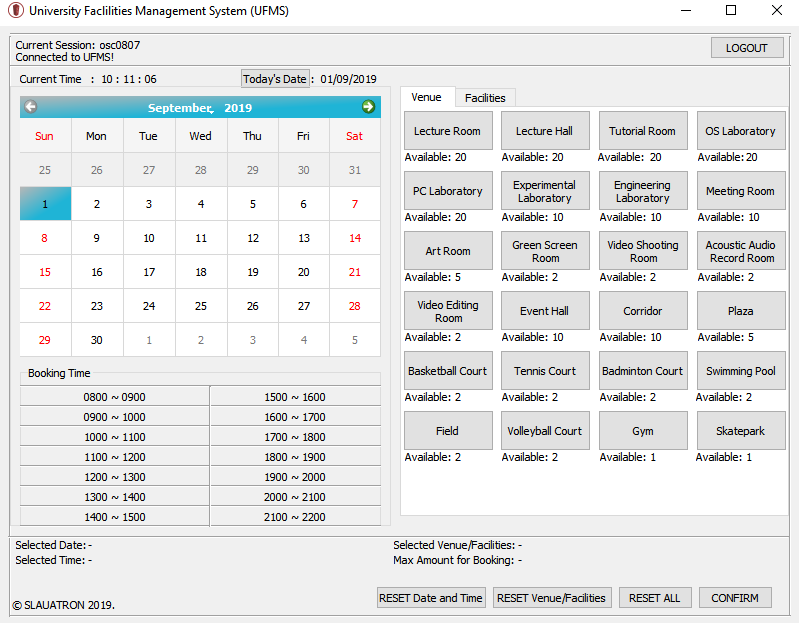 University Faclilities Management System (UFMS)
Current Session: osc0807
Connected to UFMS!
LOGOUT
Current Time : 10 : 11 : 06
Today's Date : 01/09/2019
September, 2019
Sun Mon Tue Wed Thu Fri Sat
25 26 27 28 29 30 31
1 2 3 4 5 6 7
8 9 10 11 12 13 14
15 16 17 18 19 20 21
22 23 24 25 26 27 28
29 30 1 2 3 4 5
Booking Time
0800 ~ 0900 1500 ~ 1600
0900 ~ 1000 1600 ~ 1700
1000 ~ 1100 1700 ~ 1800
1100 ~ 1200 1800 ~ 1900
1200 ~ 1300 1900 ~ 2000
1300 ~ 1400 2000 ~ 2100
1400 ~ 1500 2100 ~ 2200
Venue Facilities
Lecture Room Lecture Hall Tutorial Room OS Laboratory
Available: 20 Available: 20 Available: 20 Available:20
PC Laboratory Experimental Laboratory Engineering Laboratory Meeting Room
Available: 20 Available: 10 Available: 10 Available: 10
Art Room Green Screen Room Video Shooting Room Acoustic Audio Record Room
Available: 5 Available: 2 Available: 2 Available: 2
Video Editing Room Event Hall Corridor Plaza
Available: 2 Available: 10 Available: 10 Available: 5
Basketball Court Tennis Court Badminton Court Swimming Pool
Available: 2 Available: 2 Available: 2 Available: 2
Field Volleyball Court Gym Skatepark
Available: 2 Available: 2 Available: 1 Available: 1
Selected Date: -
Selected Time: -
Selected Venue/Facilities: -
Max Amount for Booking: -
RESET Date and Time RESET Venue/Facilities RESET ALL CONFIRM
© SLAUATRON 2019.